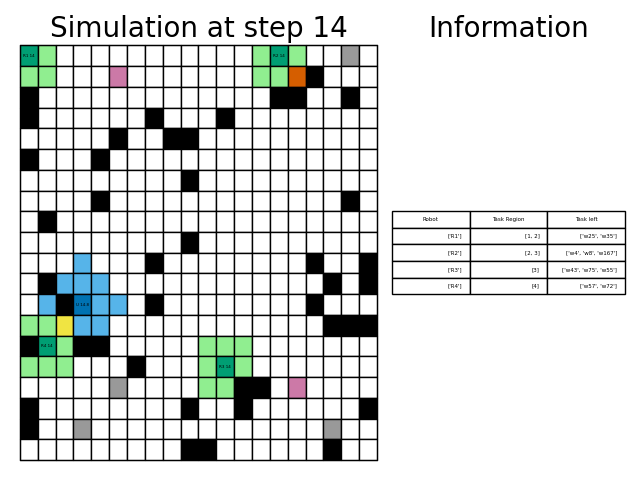 Simulation at step 14
Information
Robot Task Region Task left
['R1'] [1, 2] ['w25', 'w35']
['R2'] [2, 3] ['w4', 'w8', 'w167']
['R3'] [3] ['w43', 'w75', 'w55']
['R4'] [4] ['w57', 'w72']